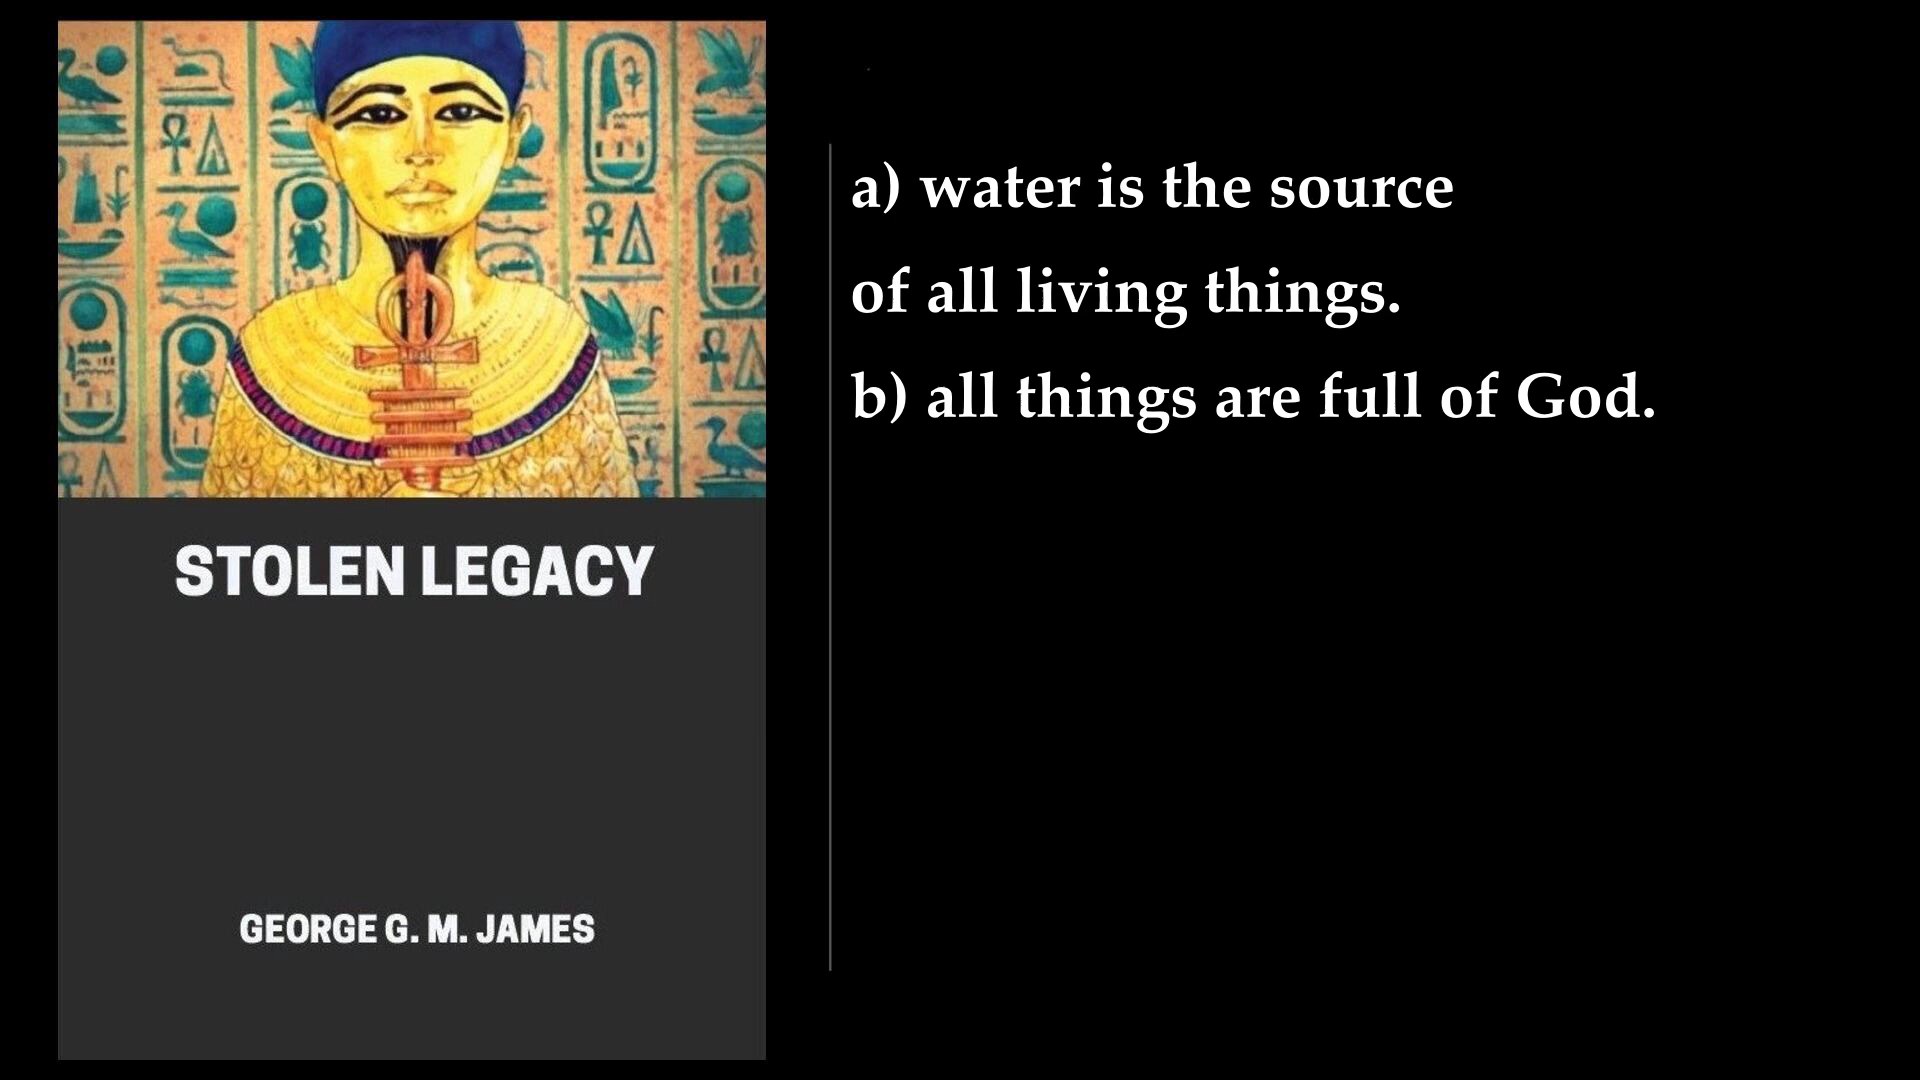 STOLEN LEGACY
GEORGE G. M. JAMES
a) water is the source
of all living things.
b) all things are full of God.